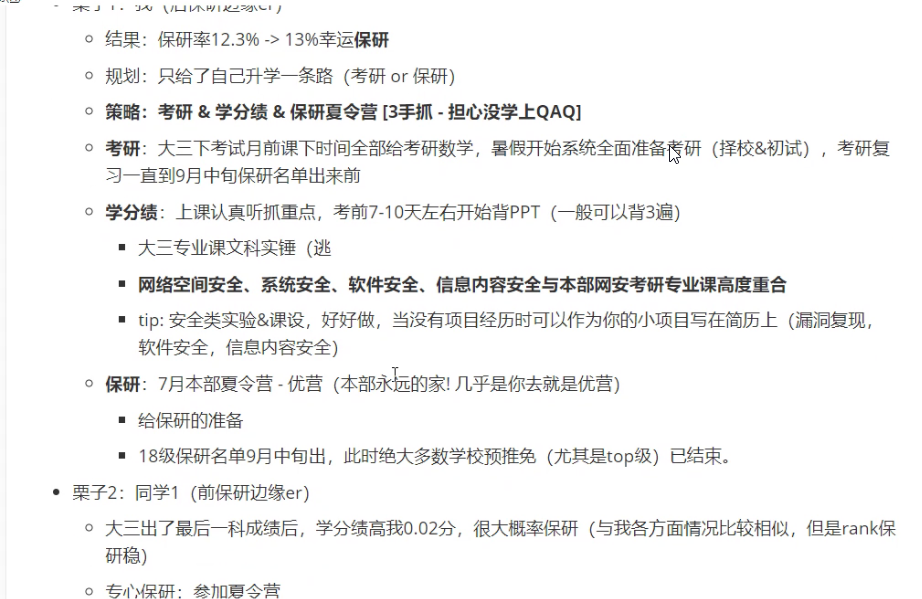 栗子1：我（后保研边缘er）
结果：保研率12.3% -> 13%幸运保研
规划：只给了自己升学一条路（考研 or 保研）
策略：考研 & 学分绩 & 保研夏令营 [3手抓 - 担心没学上QAQ]
考研：大三下考试月前课下时间全部给考研数学，暑假开始系统全面准备考研（择校&初试），考研复
习一直到9月中旬保研名单出来前
学分绩：上课认真听抓重点，考前7-10天左右开始背PPT（一般可以背3遍）
大三专业课文科实锤（逃
网络空间安全、系统安全、软件安全、信息内容安全与本部网安考研专业课高度重合
tip: 安全类实验&课设，好好做，当没有项目经历时可以作为你的小项目写在简历上（漏洞复现，
软件安全，信息内容安全）
保研：7月本部夏令营 - 优营（本部永远的家! 几乎是你去就是优营）
给保研的准备
18级保研名单9月中旬出，此时绝大多数学校预推免（尤其是top级）已结束。
栗子2：同学1（前保研边缘er）
大三出了最后一科成绩后，学分绩高我0.02分，很大概率保研（与我各方面情况比较相似，但是rank保
研稳）
专心保研：参加夏令营